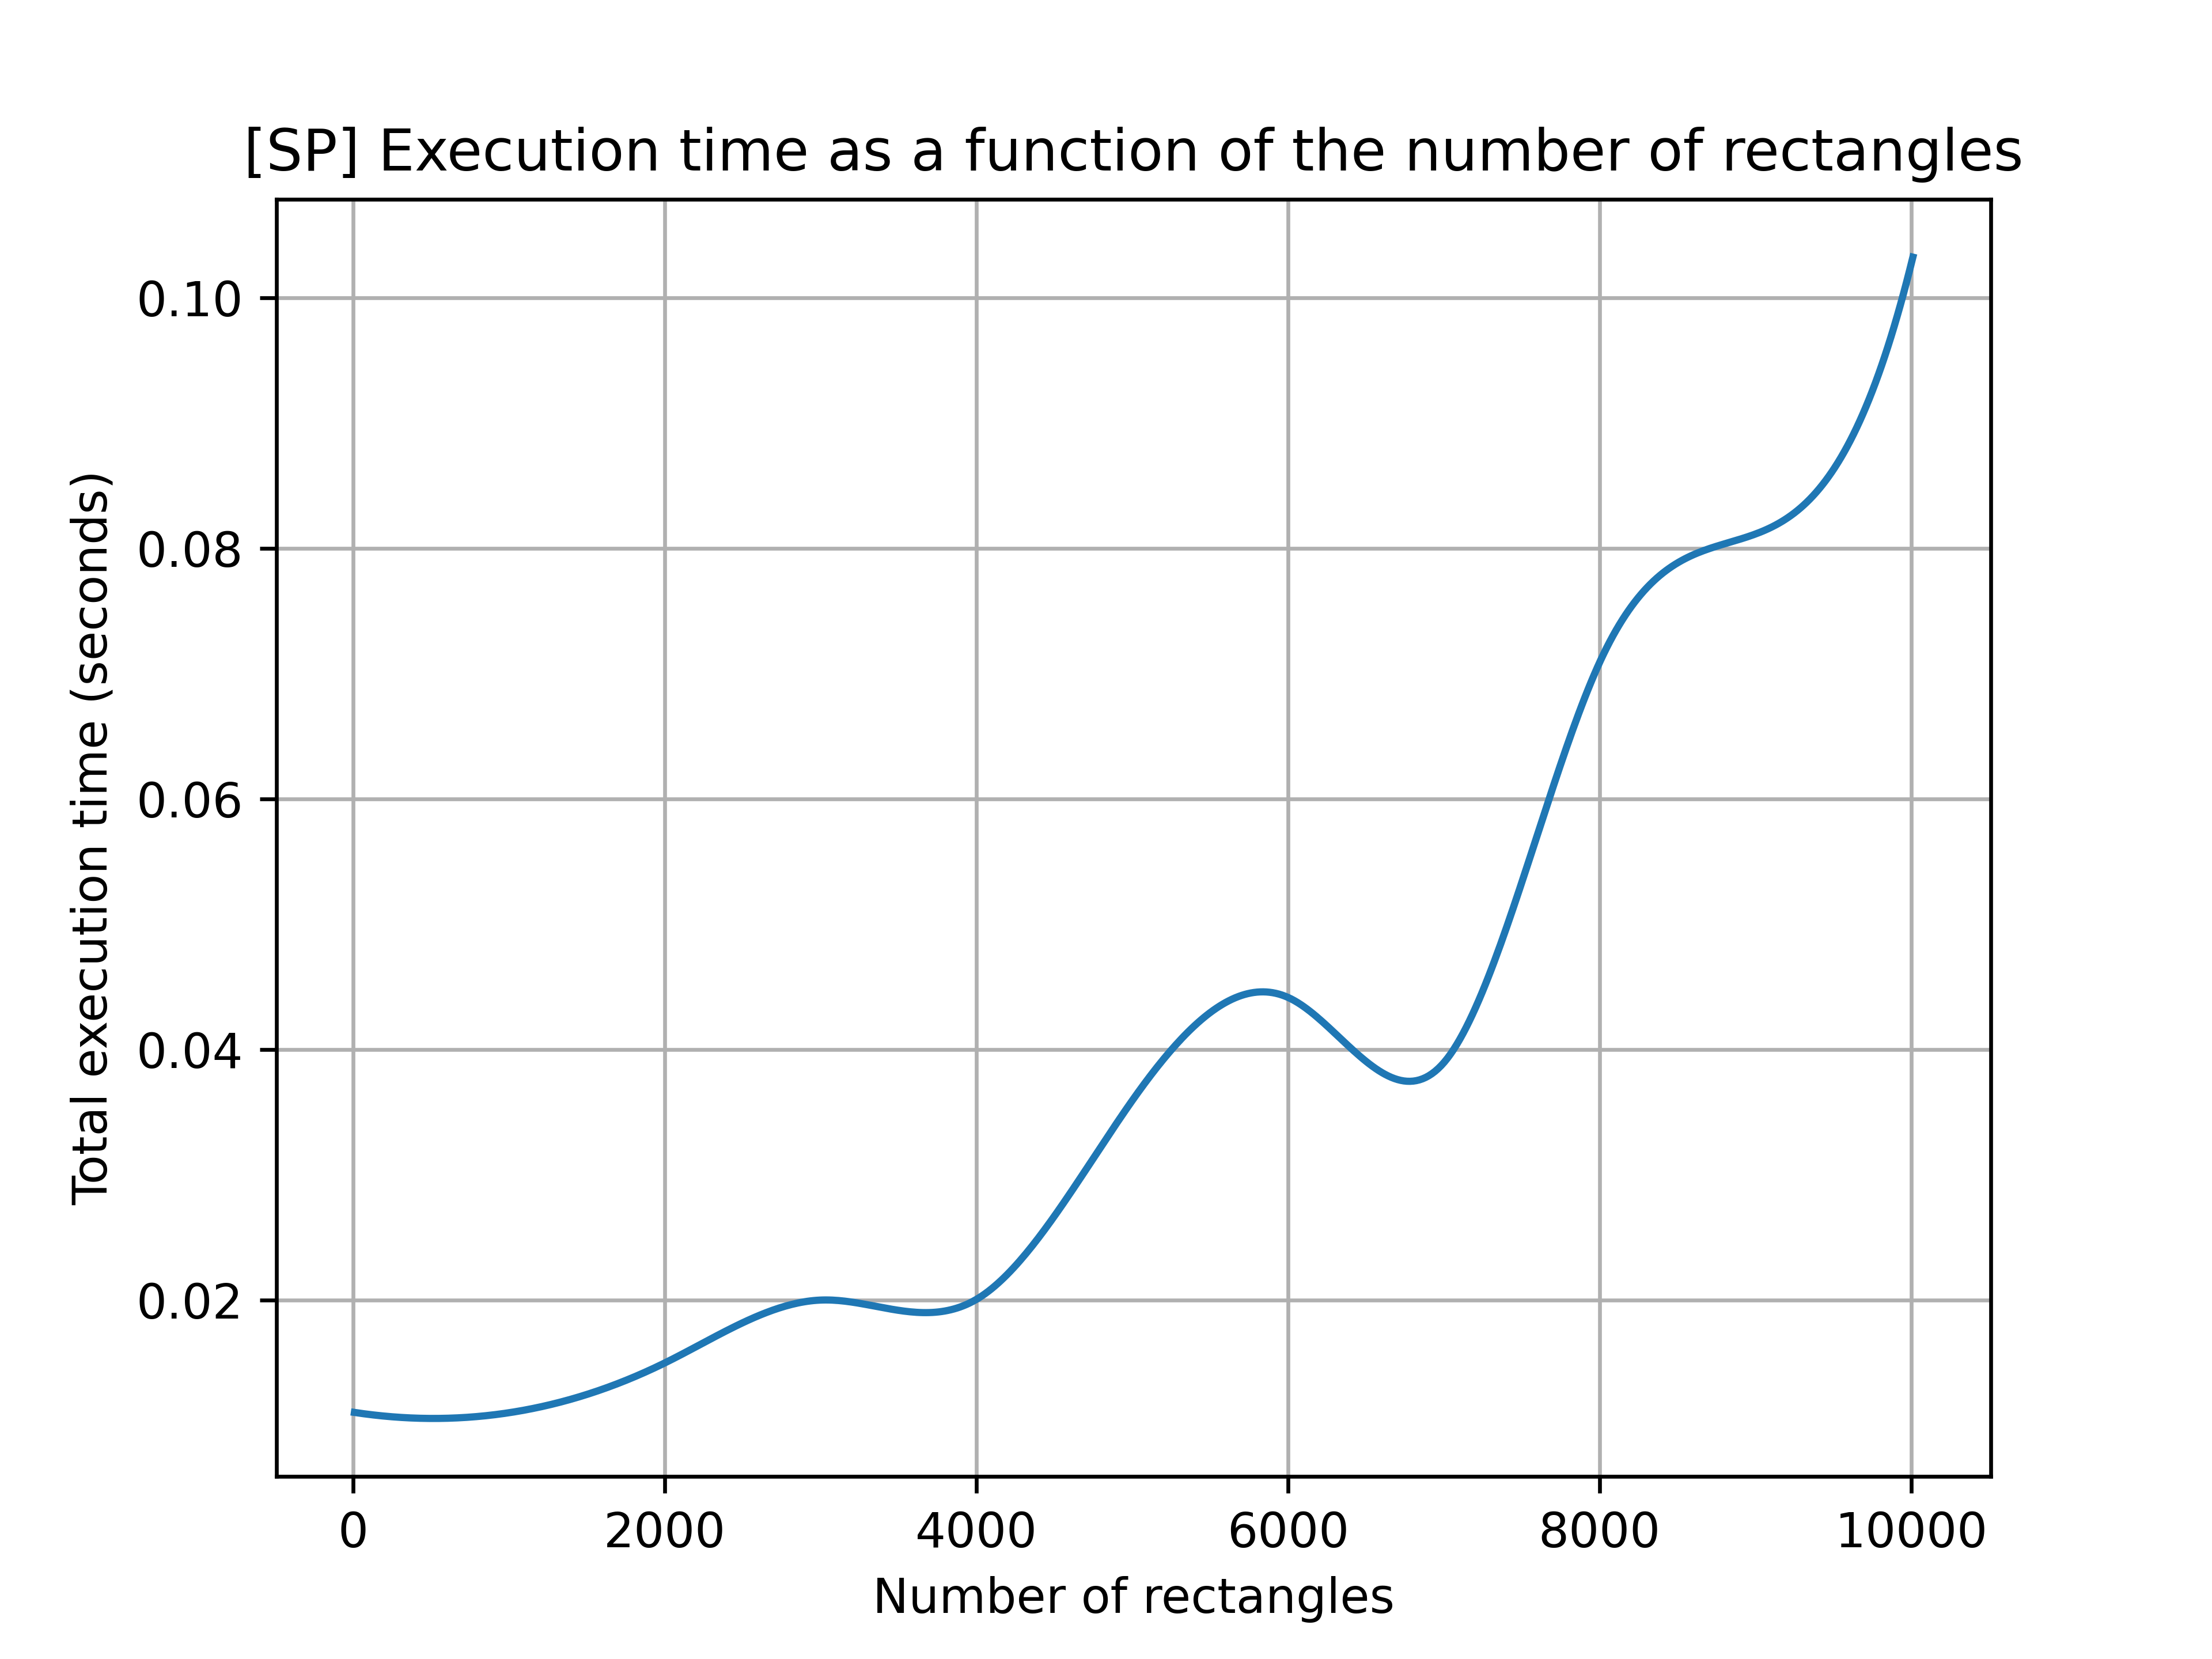 [SP] Execution time as a function of the number of rectangles
Total execution time (seconds)
0.10
0.08
0.06
0.04
0.02
0 2000 4000 6000 8000 10000
Number of rectangles